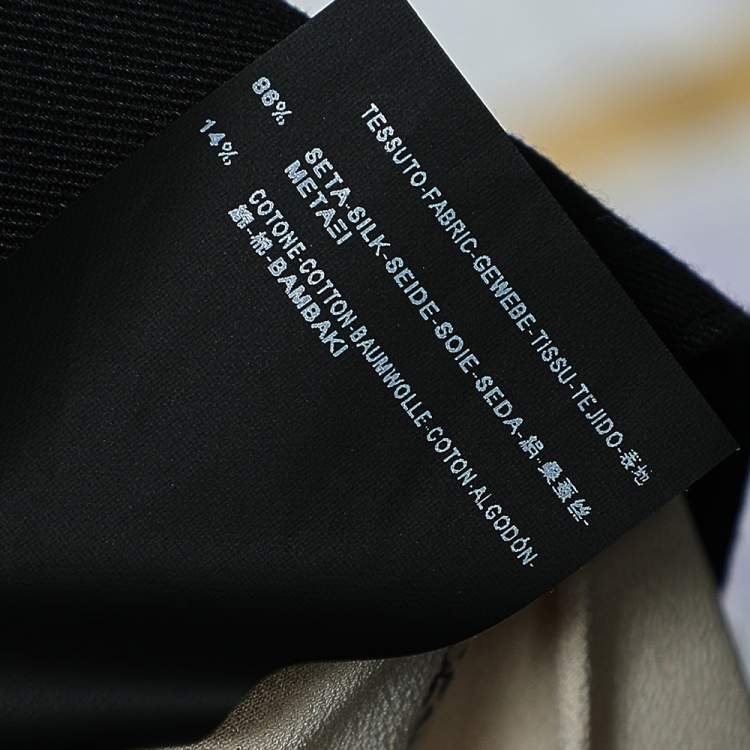 TESSUTO-FABRIC-GEWEBE-TISSU-TEJIDO-表地
86% SETA-SILK-SEIDE-SOIE-SEDA-絹-桑蚕丝-
ΜΕΤΑΞΙ
14% COTONE-COTTON-BAUMWOLLE-COTON-ALGODÓN-
綿-棉-BAMBAKI